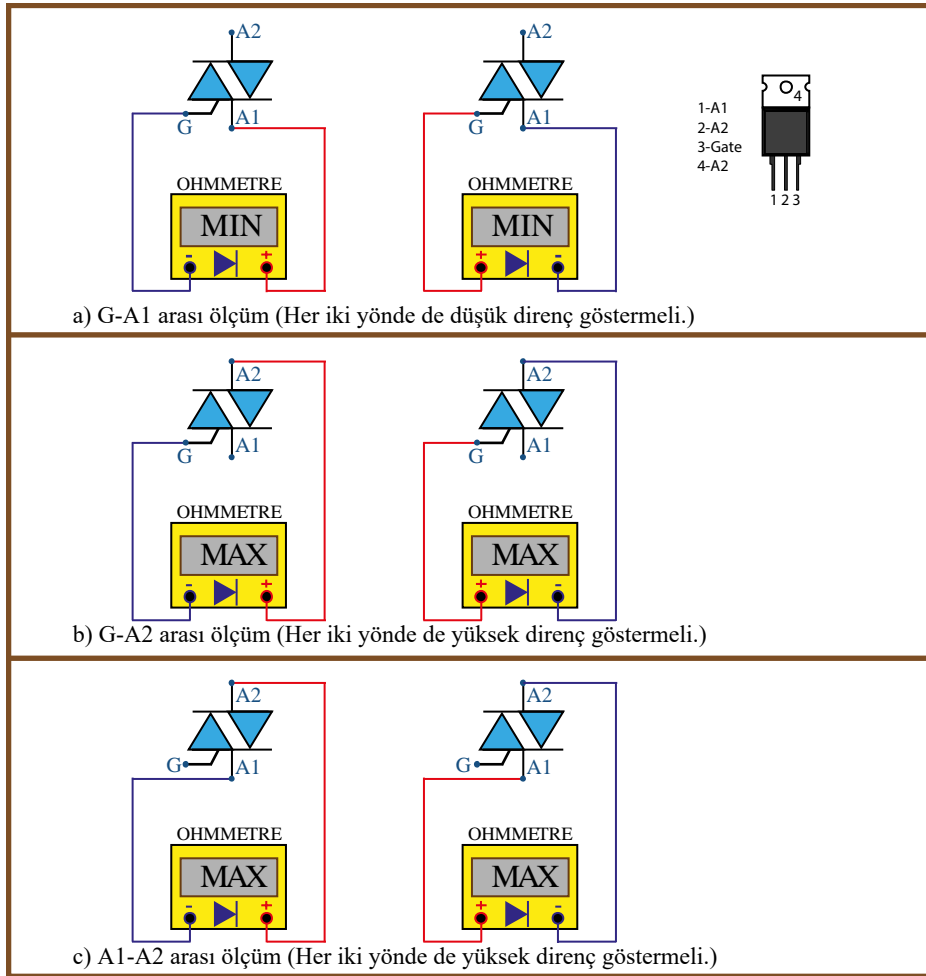 A2
A2
G
A1
G
A1
1-A1
2-A2
3-Gate
4-A2
4
1 2 3
OHMMETRE
OHMMETRE
MIN
MIN
- +
+ -
a) G-A1 arası ölçüm (Her iki yönde de düşük direnç göstermeli.)
A2
A2
G
A1
G
A1
OHMMETRE
OHMMETRE
MAX
MAX
- +
+ -
b) G-A2 arası ölçüm (Her iki yönde de yüksek direnç göstermeli.)
A2
A2
G
A1
G
A1
OHMMETRE
OHMMETRE
MAX
MAX
- +
+ -
c) A1-A2 arası ölçüm (Her iki yönde de yüksek direnç göstermeli.)